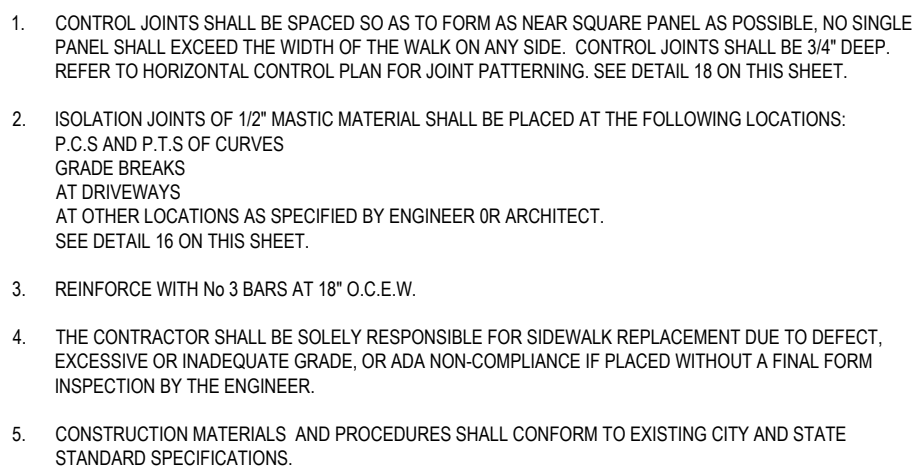 1. CONTROL JOINTS SHALL BE SPACED SO AS TO FORM AS NEAR SQUARE PANEL AS POSSIBLE, NO SINGLE
PANEL SHALL EXCEED THE WIDTH OF THE WALK ON ANY SIDE. CONTROL JOINTS SHALL BE 3/4" DEEP.
REFER TO HORIZONTAL CONTROL PLAN FOR JOINT PATTERNING. SEE DETAIL 18 ON THIS SHEET.
2. ISOLATION JOINTS OF 1/2" MASTIC MATERIAL SHALL BE PLACED AT THE FOLLOWING LOCATIONS:
P.C.S AND P.T.S OF CURVES
GRADE BREAKS
AT DRIVEWAYS
AT OTHER LOCATIONS AS SPECIFIED BY ENGINEER 0R ARCHITECT.
SEE DETAIL 16 ON THIS SHEET.
3. REINFORCE WITH No 3 BARS AT 18" O.C.E.W.
4. THE CONTRACTOR SHALL BE SOLELY RESPONSIBLE FOR SIDEWALK REPLACEMENT DUE TO DEFECT,
EXCESSIVE OR INADEQUATE GRADE, OR ADA NON-COMPLIANCE IF PLACED WITHOUT A FINAL FORM
INSPECTION BY THE ENGINEER.
5. CONSTRUCTION MATERIALS AND PROCEDURES SHALL CONFORM TO EXISTING CITY AND STATE
STANDARD SPECIFICATIONS.